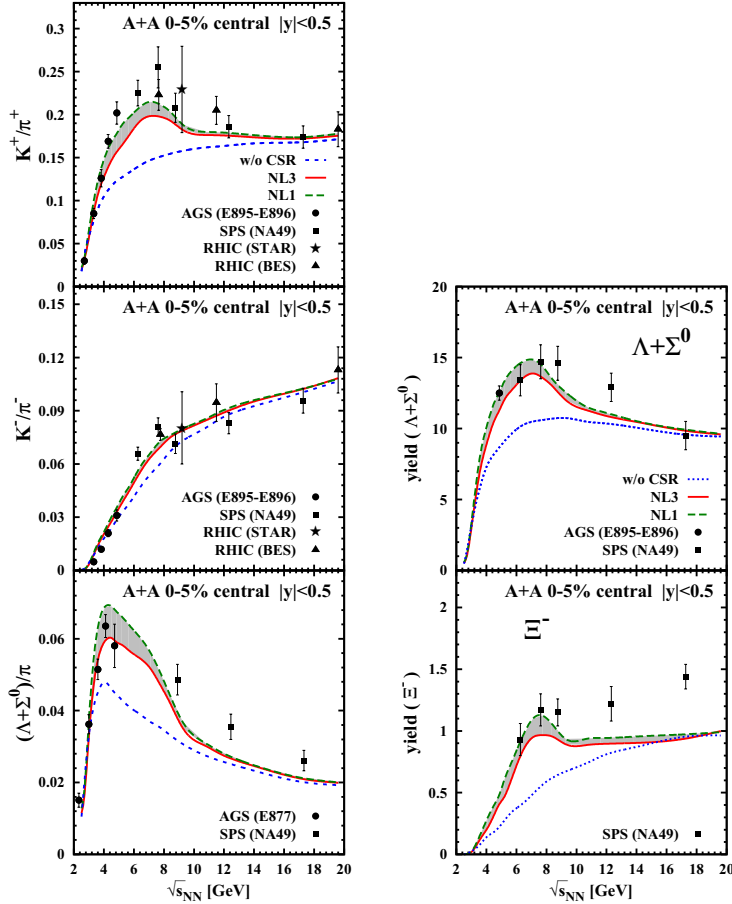 A+A 0-5% central |y|<0.5
K⁺/π⁺
0.3
0.25
0.2
0.15
0.1
0.05
0
w/o CSR
NL3
NL1
AGS (E895-E896)
SPS (NA49)
RHIC (STAR)
RHIC (BES)
A+A 0-5% central |y|<0.5
K⁻/π⁻
0.15
0.12
0.09
0.06
0.03
0
AGS (E895-E896)
SPS (NA49)
RHIC (STAR)
RHIC (BES)
A+A 0-5% central |y|<0.5
(Λ+Σ⁰)/π
0.06
0.04
0.02
0
AGS (E877)
SPS (NA49)
2 4 6 8 10 12 14 16 18 20
√s_NN [GeV]
A+A 0-5% central |y|<0.5
Λ+Σ⁰
yield ( Λ+Σ⁰)
20
15
10
5
0
w/o CSR
NL3
NL1
AGS (E895-E896)
SPS (NA49)
A+A 0-5% central |y|<0.5
Ξ⁻
yield ( Ξ⁻)
2
1.5
1
0.5
0
SPS (NA49)
2 4 6 8 10 12 14 16 18 20
√s_NN [GeV]